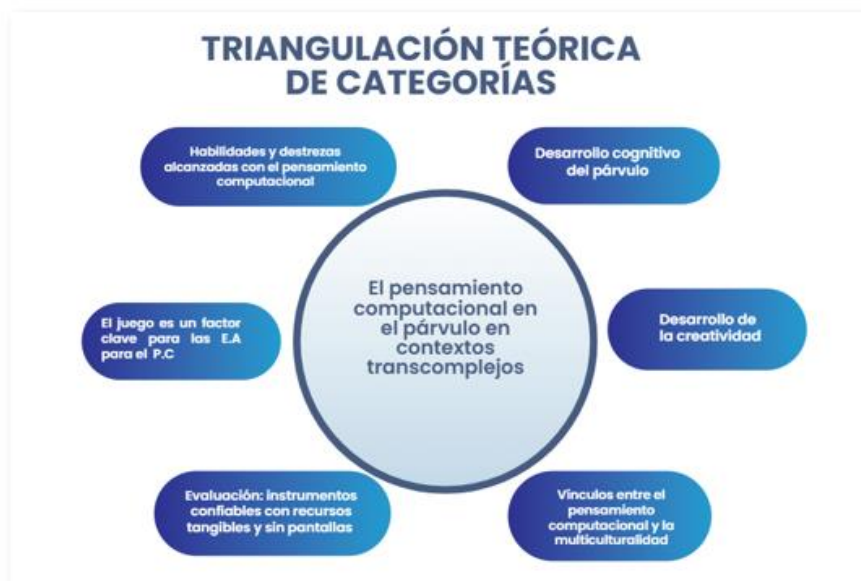 TRIANGULACIÓN TEÓRICA
DE CATEGORÍAS
Habilidades y destrezas
alcanzadas con el pensamiento
computacional
Desarrollo cognitivo
del párvulo
El pensamiento
computacional en
el párvulo en
contextos
transcomplejos
El juego es un factor
clave para las E.A
para el P.C
Desarrollo de
la creatividad
Evaluación: instrumentos
confiables con recursos
tangibles y sin pantallas
Vínculos entre el
pensamiento
computacional y la
multiculturalidad